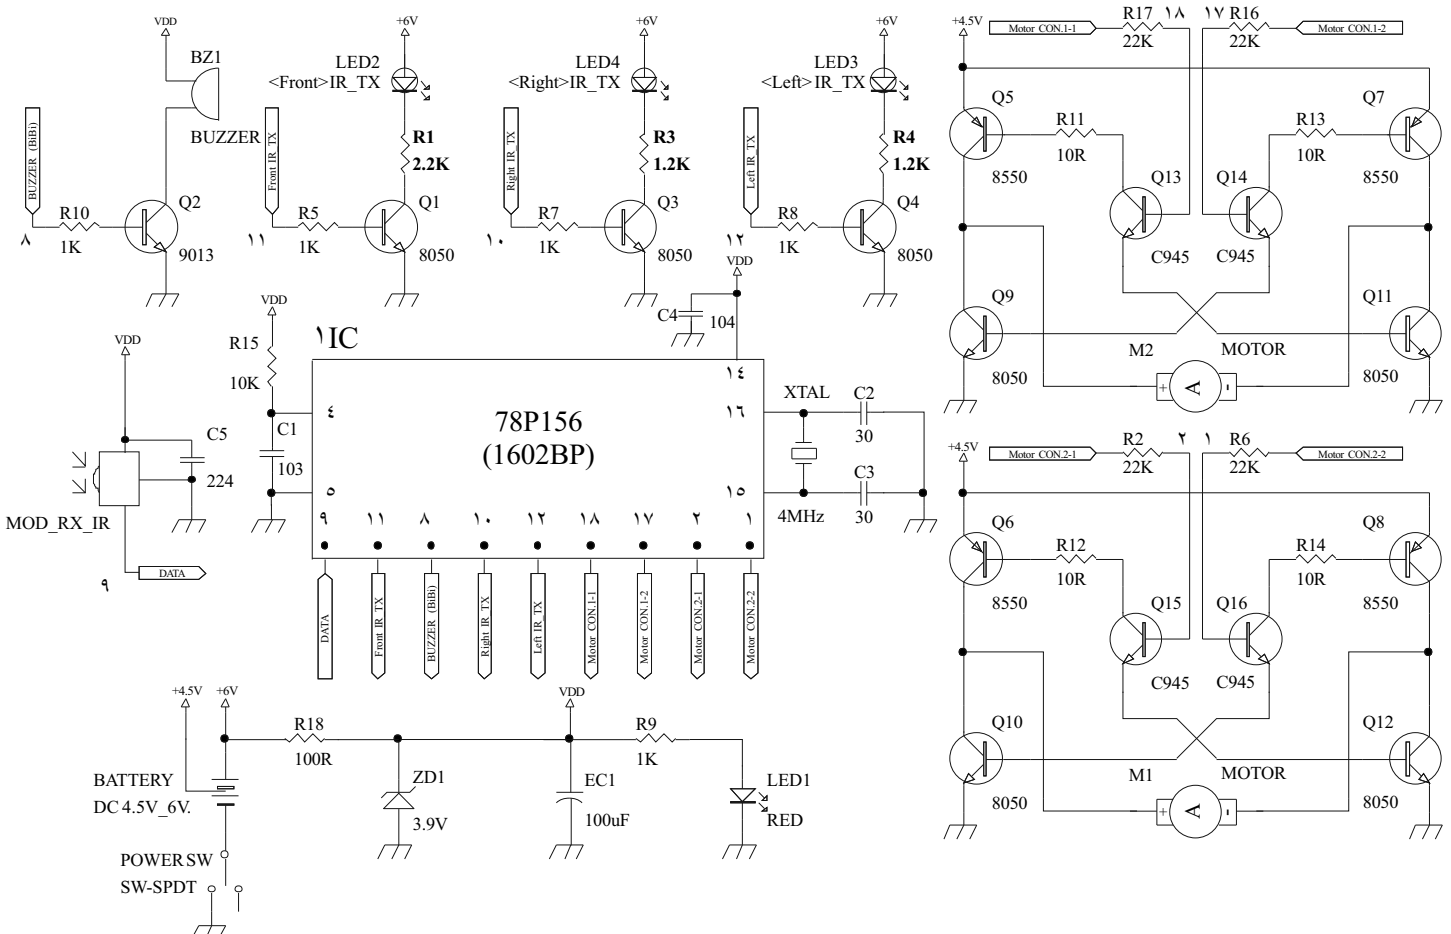 VDD
BZ1
BUZZER
BUZZER (BiBi)
R10
1K
Q2
9013
٨
+6V
LED2
<Front>IR_TX
R1
2.2K
Front IR_TX
R5
1K
Q1
8050
١١
+6V
LED4
<Right>IR_TX
R3
1.2K
Right IR_TX
R7
1K
Q3
8050
١٠
+6V
LED3
<Left>IR_TX
R4
1.2K
Left IR_TX
R8
1K
Q4
8050
١٢
+4.5V
Motor CON.1-1
R17
22K
١٨
١٧
R16
22K
Motor CON.1-2
Q5
8550
R11
10R
R13
10R
Q7
8550
Q13
C945
Q14
C945
Q9
8050
Q11
8050
M2
MOTOR
+
A
-
VDD
C5
224
MOD_RX_IR
٩
DATA
VDD
R15
10K
C1
103
VDD
C4
104
١IC
78P156
(1602BP)
١٤
٤
١٦
٥
١٥
٩
١١
٨
١٠
١٢
١٨
١٧
٢
١
DATA
Front IR_TX
BUZZER (BiBi)
Right IR_TX
Left IR_TX
Motor CON.1-1
Motor CON.1-2
Motor CON.2-1
Motor CON.2-2
XTAL
4MHz
C2
30
C3
30
+4.5V
Motor CON.2-1
R2
22K
٢
١
R6
22K
Motor CON.2-2
Q6
8550
R12
10R
R14
10R
Q8
8550
Q15
C945
Q16
C945
Q10
8050
Q12
8050
M1
MOTOR
+
A
-
+4.5V
+6V
BATTERY
DC 4.5V_6V.
POWER SW
SW-SPDT
R18
100R
ZD1
3.9V
VDD
EC1
100uF
R9
1K
LED1
RED